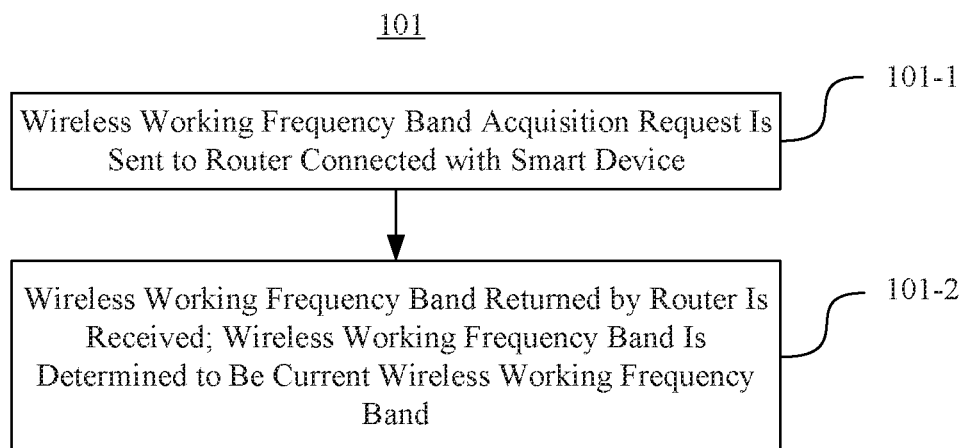 101
101-1
Wireless Working Frequency Band Acquisition Request Is
Sent to Router Connected with Smart Device
101-2
Wireless Working Frequency Band Returned by Router Is
Received; Wireless Working Frequency Band Is
Determined to Be Current Wireless Working Frequency
Band